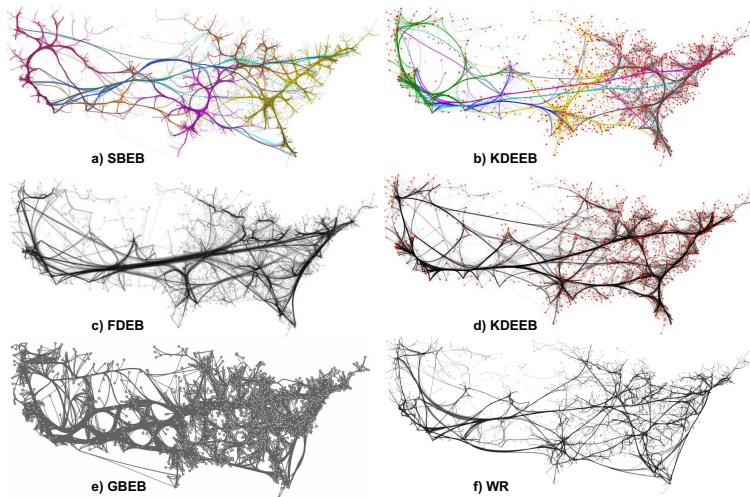 a) SBEB
b) KDEEB
c) FDEB
d) KDEEB
e) GBEB
f) WR